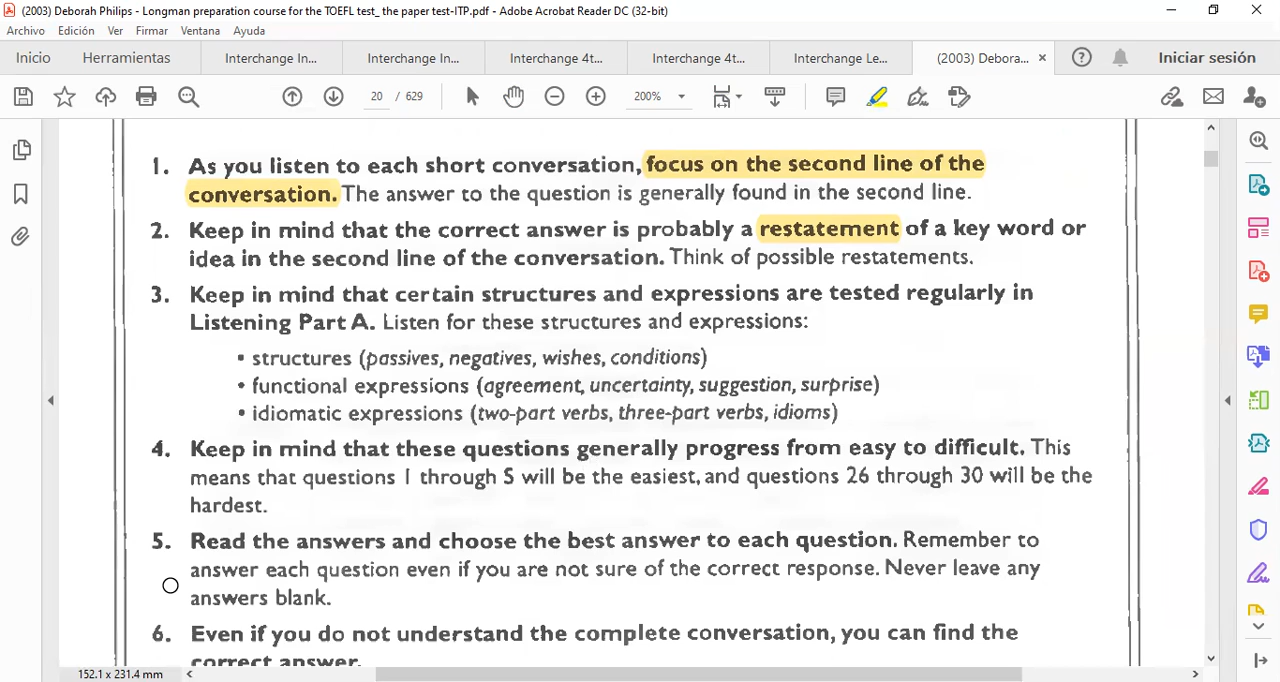 (2003) Deborah Philips - Longman preparation course for the TOEFL test_ the paper test-ITP.pdf - Adobe Acrobat Reader DC (32-bit)
Archivo Edición Ver Firmar Ventana Ayuda
Inicio Herramientas Interchange In... Interchange In... Interchange 4t... Interchange 4t... Interchange Le... (2003) Debora... × Iniciar sesión
20 / 629 200%
1. As you listen to each short conversation, focus on the second line of the
conversation. The answer to the question is generally found in the second line.
2. Keep in mind that the correct answer is probably a restatement of a key word or
idea in the second line of the conversation. Think of possible restatements.
3. Keep in mind that certain structures and expressions are tested regularly in
Listening Part A. Listen for these structures and expressions:
• structures (passives, negatives, wishes, conditions)
• functional expressions (agreement, uncertainty, suggestion, surprise)
• idiomatic expressions (two-part verbs, three-part verbs, idioms)
4. Keep in mind that these questions generally progress from easy to difficult. This
means that questions 1 through 5 will be the easiest, and questions 26 through 30 will be the
hardest.
5. Read the answers and choose the best answer to each question. Remember to
answer each question even if you are not sure of the correct response. Never leave any
answers blank.
6. Even if you do not understand the complete conversation, you can find the
correct answer.
152.1 x 231.4 mm